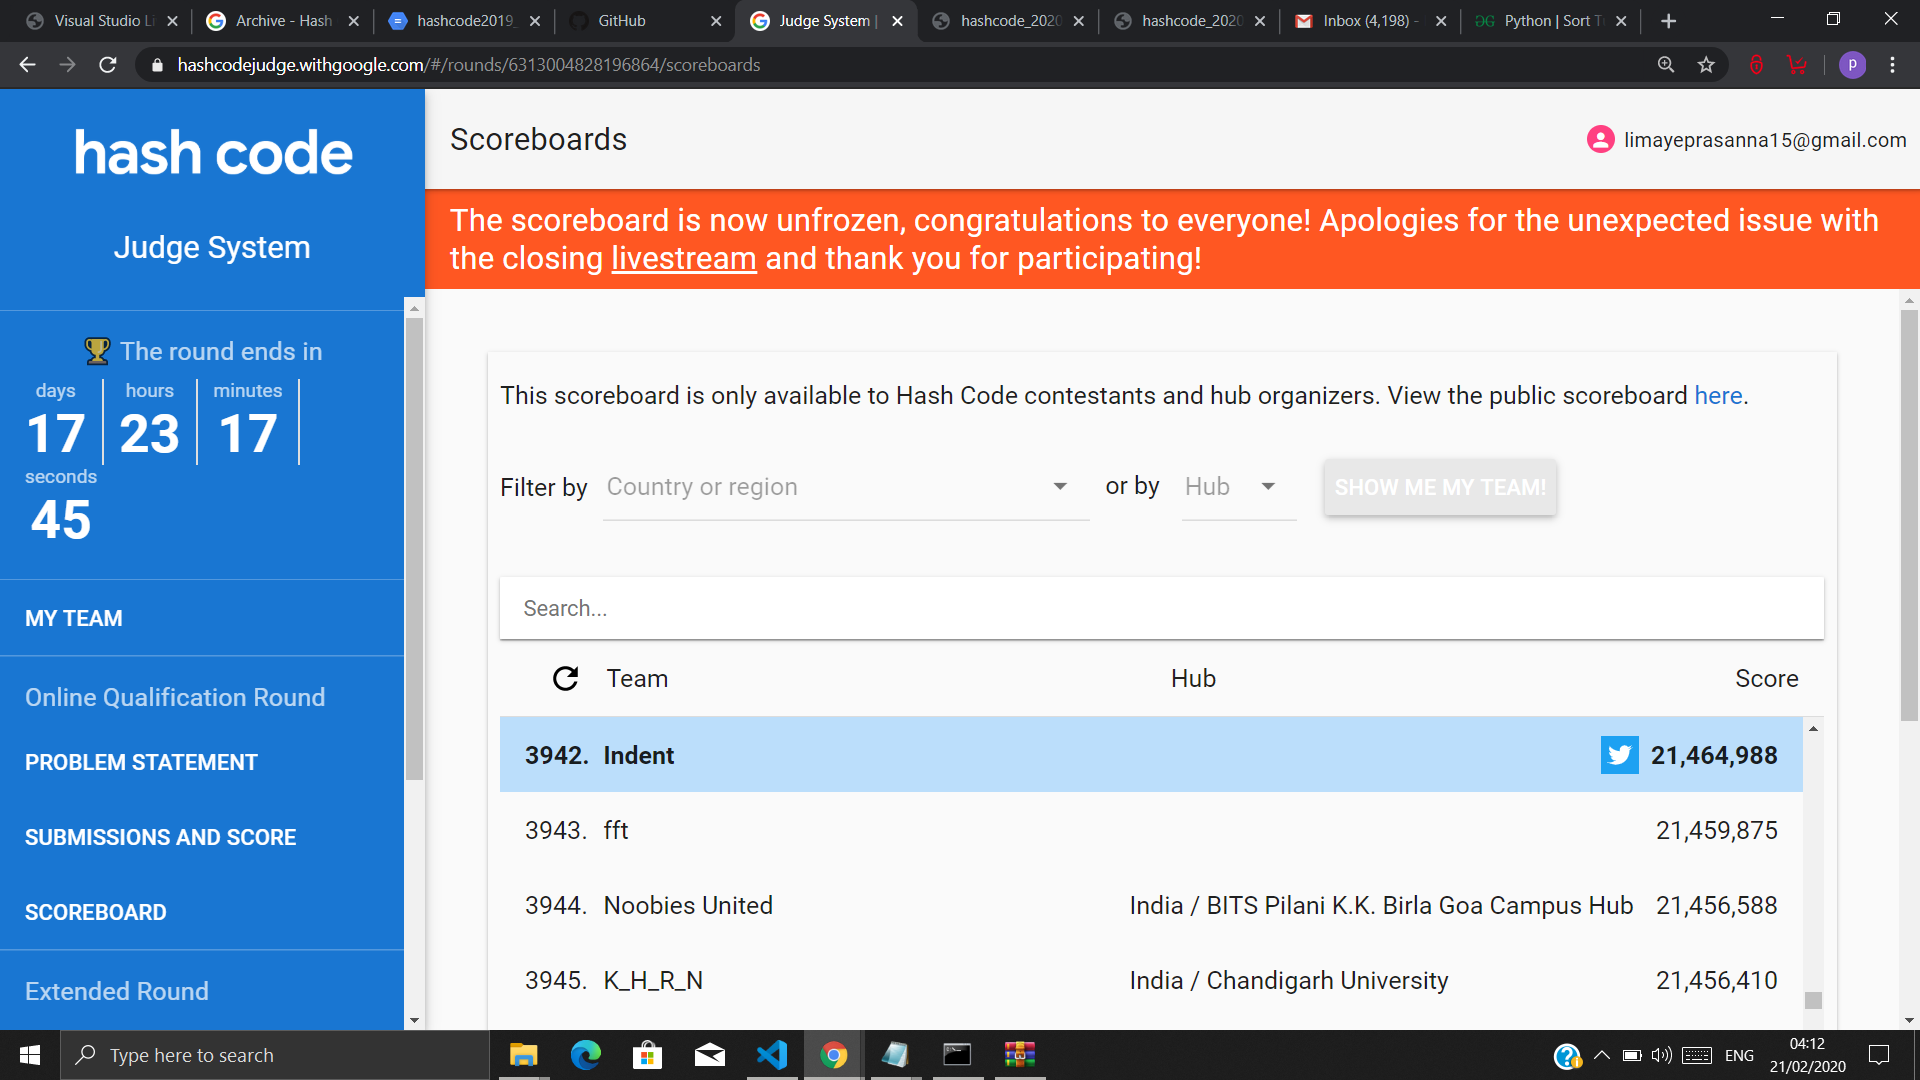 Visual Studio Li
Archive - Hash
hashcode2019_
GitHub
Judge System |
hashcode_2020
hashcode_2020
Inbox (4,198) -
Python | Sort T
hashcodejudge.withgoogle.com/#/rounds/6313004828196864/scoreboards
p
hash code
Judge System
Scoreboards
limayeprasanna15@gmail.com
The scoreboard is now unfrozen, congratulations to everyone! Apologies for the unexpected issue with
the closing livestream and thank you for participating!
The round ends in
days hours minutes
17 23 17
seconds
45
MY TEAM
Online Qualification Round
PROBLEM STATEMENT
SUBMISSIONS AND SCORE
SCOREBOARD
Extended Round
This scoreboard is only available to Hash Code contestants and hub organizers. View the public scoreboard here.
Filter by Country or region or by Hub SHOW ME MY TEAM!
Search...
Team Hub Score
3942. Indent 21,464,988
3943. fft 21,459,875
3944. Noobies United India / BITS Pilani K.K. Birla Goa Campus Hub 21,456,588
3945. K_H_R_N India / Chandigarh University 21,456,410
Type here to search
ENG
04:12
21/02/2020